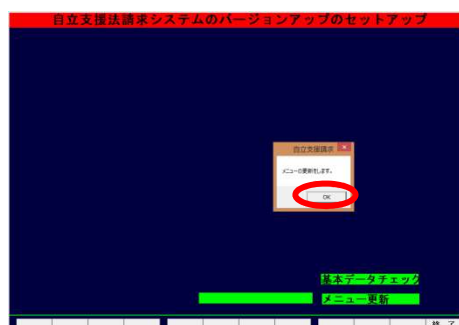 自立支援法請求システムのバージョンアップのセットアップ
自立支援請求
メニューの更新をします。
OK
基本データチェック
メニュー更新
終 了